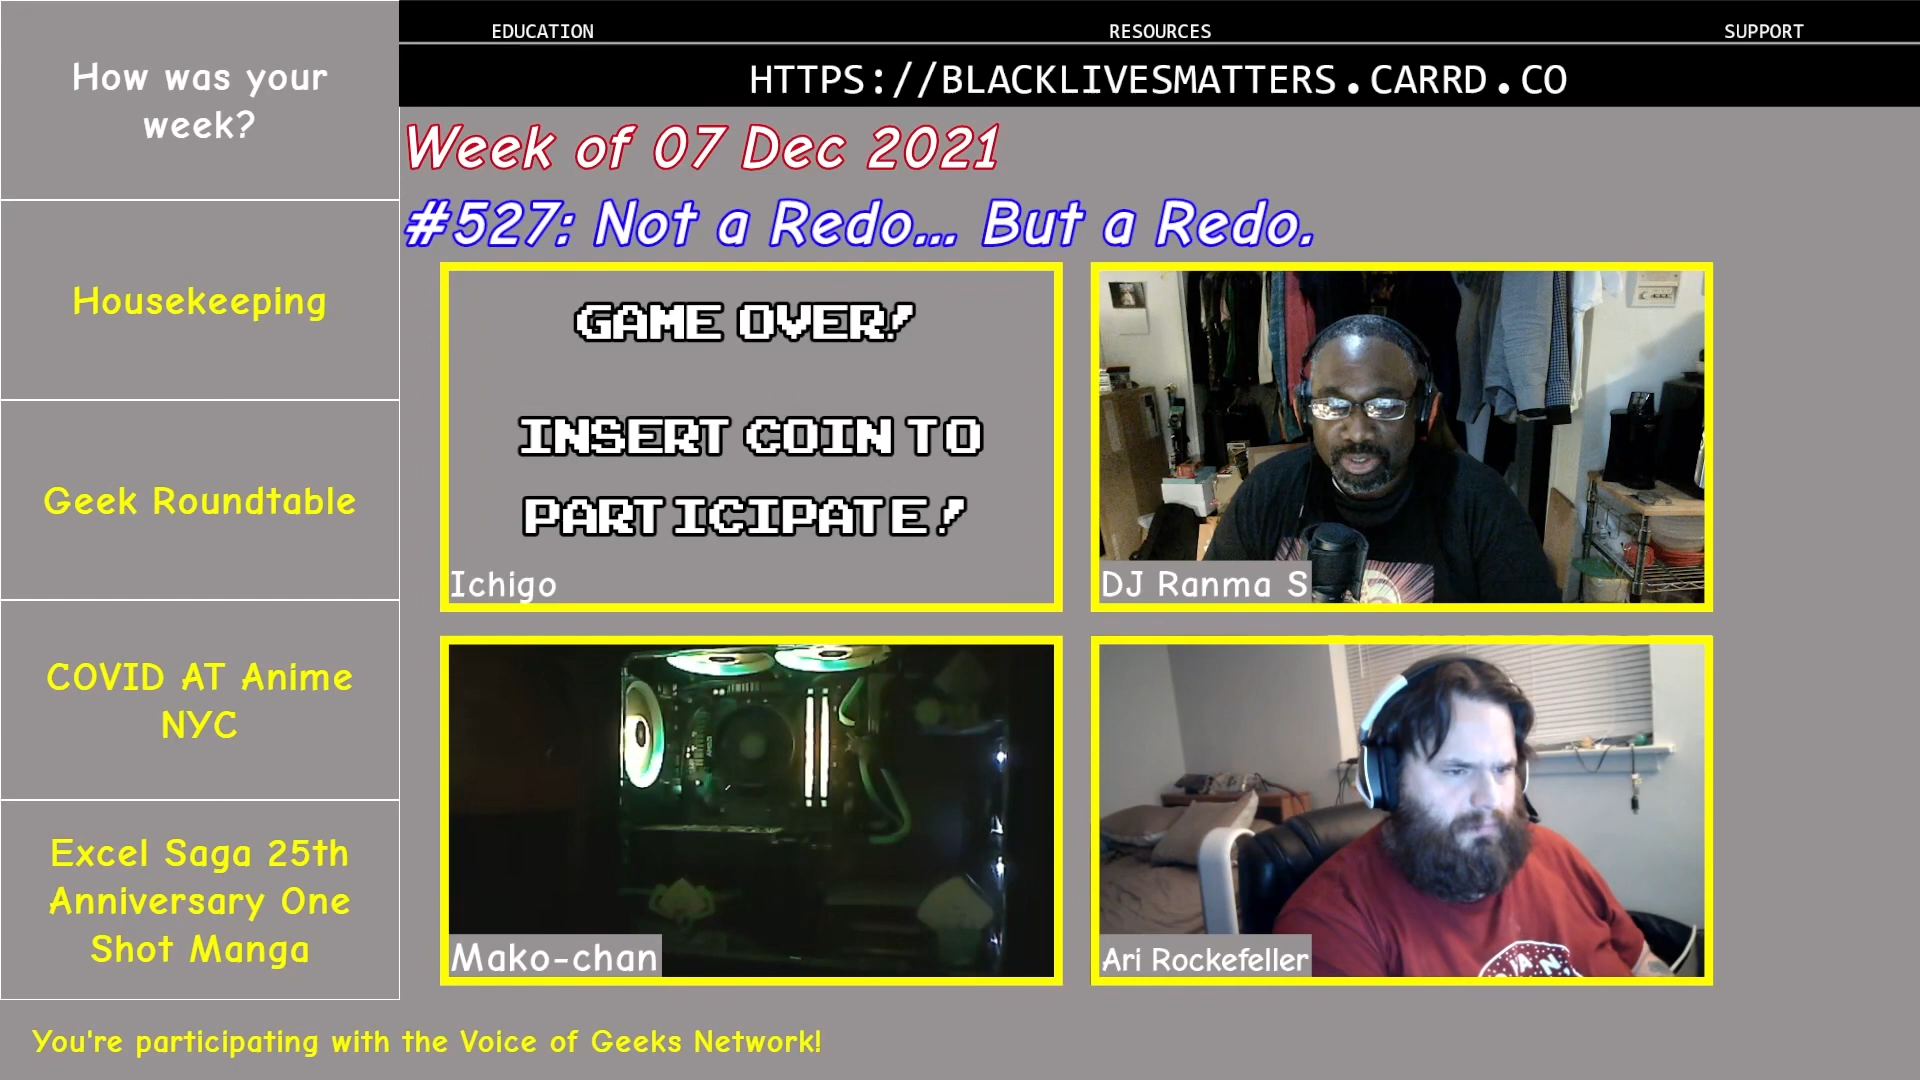 How was your
week?
Housekeeping
Geek Roundtable
COVID AT Anime
NYC
Excel Saga 25th
Anniversary One
Shot Manga
EDUCATION
RESOURCES
SUPPORT
HTTPS://BLACKLIVESMATTERS.CARRD.CO
Week of 07 Dec 2021
#527: Not a Redo... But a Redo.
GAME OVER!
INSERT COIN TO
PARTICIPATE!
Ichigo
DJ Ranma S
Mako-chan
Ari Rockefeller
You're participating with the Voice of Geeks Network!